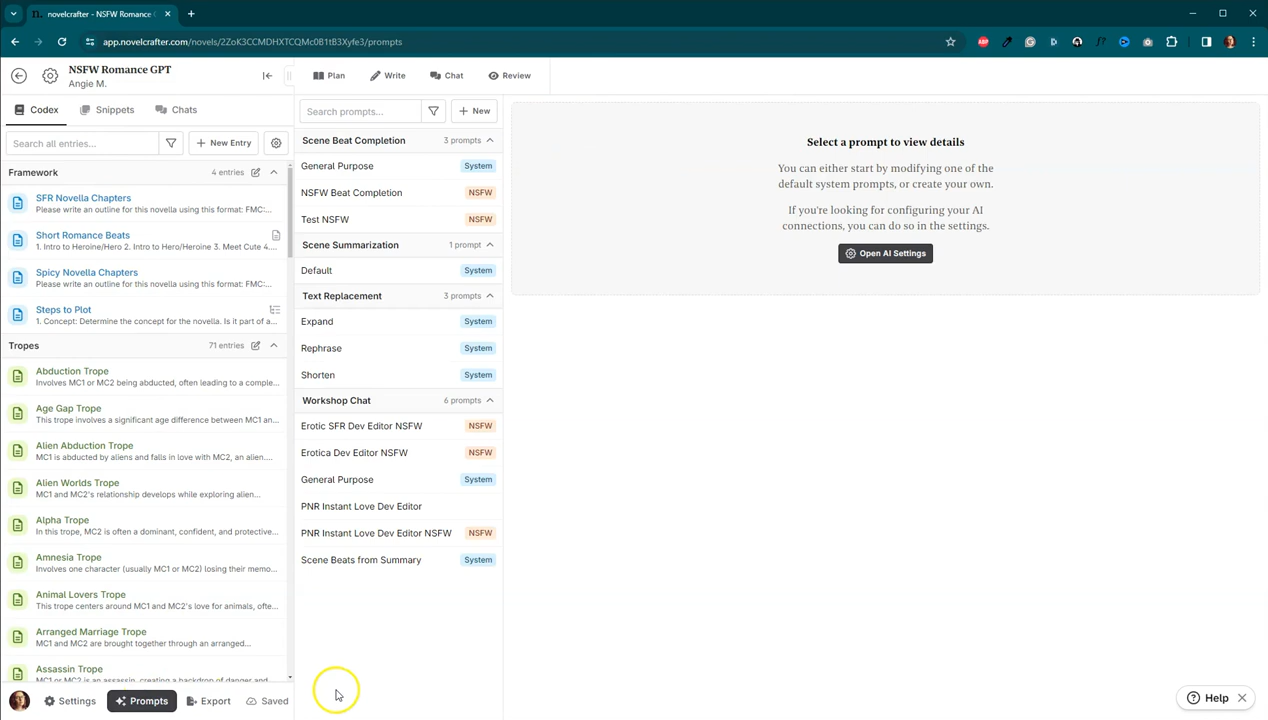 novelcrafter - NSFW Romance G
app.novelcrafter.com/novels/2ZoK3CCMDHXTCQMc0B1tB3Xyfe3/prompts
NSFW Romance GPT
Angie M.
Plan
Write
Chat
Review
Codex
Snippets
Chats
Search all entries...
New Entry
Framework
4 entries
SFR Novella Chapters
Please write an outline for this novella using this format: FMC:...
Short Romance Beats
1. Intro to Heroine/Hero 2. Intro to Hero/Heroine 3. Meet Cute 4....
Spicy Novella Chapters
Please write an outline for this novella using this format: FMC:...
Steps to Plot
1. Concept: Determine the concept for the novella. Is it part of a...
Tropes
71 entries
Abduction Trope
Involves MC1 or MC2 being abducted, often leading to a comple...
Age Gap Trope
This trope involves a significant age difference between MC1 an...
Alien Abduction Trope
MC1 is abducted by aliens and falls in love with MC2, an alien....
Alien Worlds Trope
MC1 and MC2's relationship develops while exploring alien...
Alpha Trope
In this trope, MC2 is often a dominant, confident, and protective...
Amnesia Trope
Involves one character (usually MC1 or MC2) losing their memo...
Animal Lovers Trope
This trope centers around MC1 and MC2's love for animals, ofte...
Arranged Marriage Trope
MC1 and MC2 are brought together through an arranged...
Assassin Trope
MC1 or MC2 is an assassin, creating a backdrop of danger and
Settings
Prompts
Export
Saved
Search prompts...
New
Scene Beat Completion
3 prompts
General Purpose
System
NSFW Beat Completion
NSFW
Test NSFW
NSFW
Scene Summarization
1 prompt
Default
System
Text Replacement
3 prompts
Expand
System
Rephrase
System
Shorten
System
Workshop Chat
6 prompts
Erotic SFR Dev Editor NSFW
NSFW
Erotica Dev Editor NSFW
NSFW
General Purpose
System
PNR Instant Love Dev Editor
PNR Instant Love Dev Editor NSFW
NSFW
Scene Beats from Summary
System
Select a prompt to view details
You can either start by modifying one of the
default system prompts, or create your own.
If you're looking for configuring your AI
connections, you can do so in the settings.
Open AI Settings
Help